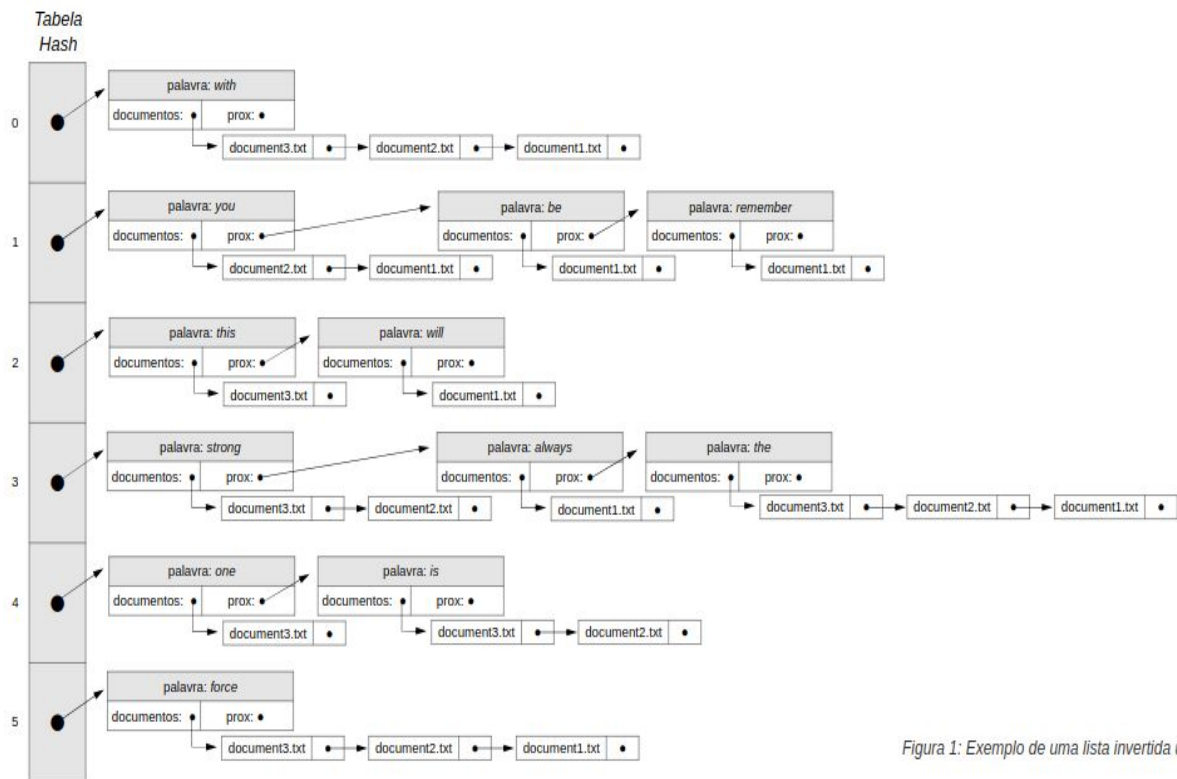 Tabela
Hash
0
palavra: with
documentos: prox:
document3.txt document2.txt document1.txt
1
palavra: you palavra: be palavra: remember
documentos: prox: documentos: prox: documentos: prox:
document2.txt document1.txt document1.txt document1.txt
2
palavra: this palavra: will
documentos: prox: documentos: prox:
document3.txt document1.txt
3
palavra: strong palavra: always palavra: the
documentos: prox: documentos: prox: documentos: prox:
document3.txt document2.txt document1.txt document3.txt document2.txt document1.txt
4
palavra: one palavra: is
documentos: prox: documentos: prox:
document3.txt document3.txt document2.txt
5
palavra: force
documentos: prox:
document3.txt document2.txt document1.txt
Figura 1: Exemplo de uma lista invertida